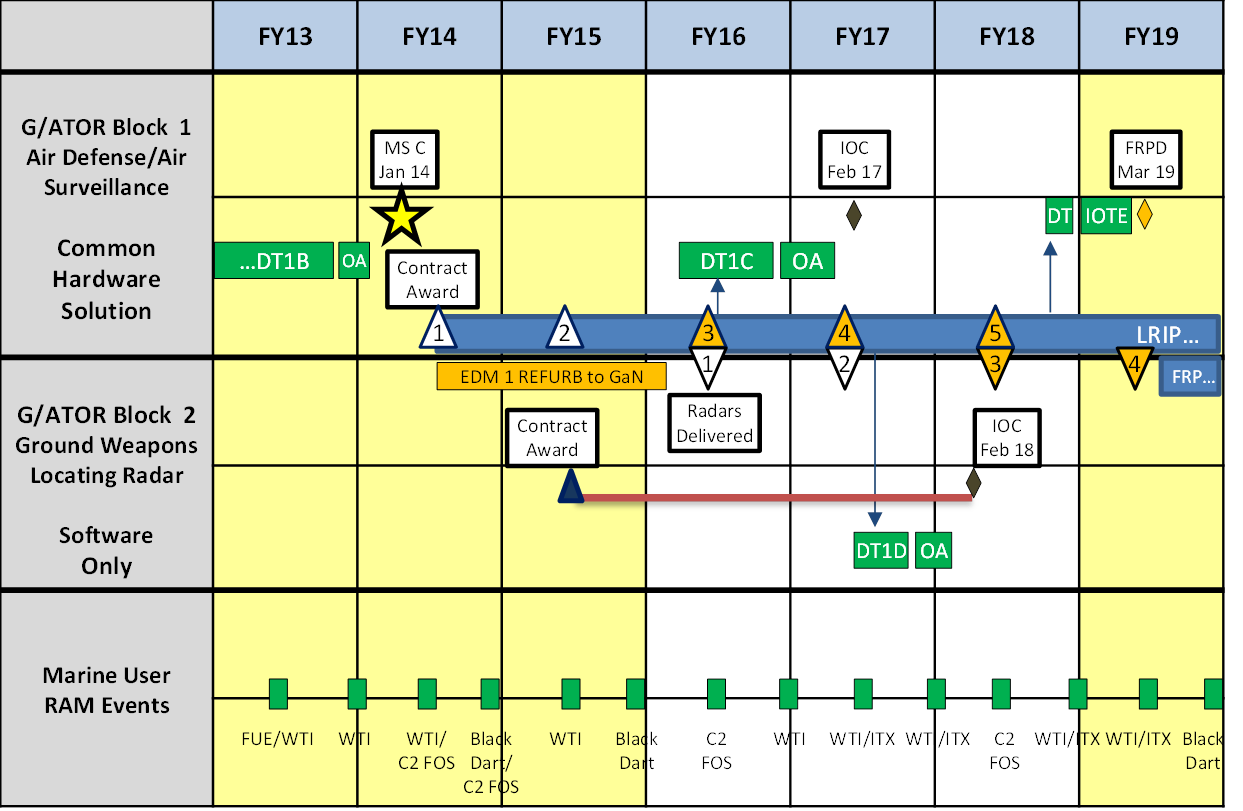 FY13
FY14
FY15
FY16
FY17
FY18
FY19
G/ATOR Block 1
Air Defense/Air
Surveillance
Common
Hardware
Solution
MS C
Jan 14
IOC
Feb 17
FRPD
Mar 19
DT
IOTE
...DT1B
OA
Contract
Award
DT1C
OA
1
2
3
4
5
LRIP...
G/ATOR Block 2
Ground Weapons
Locating Radar
Software
Only
EDM 1 REFURB to GaN
1
2
3
4
FRP...
Contract
Award
Radars
Delivered
IOC
Feb 18
DT1D
OA
Marine User
RAM Events
FUE/WTI
WTI
WTI/
C2 FOS
Black
Dart/
C2 FOS
WTI
Black
Dart
C2
FOS
WTI
WTI/ITX
WTI/ITX
C2
FOS
WTI/ITX
WTI/ITX
Black
Dart